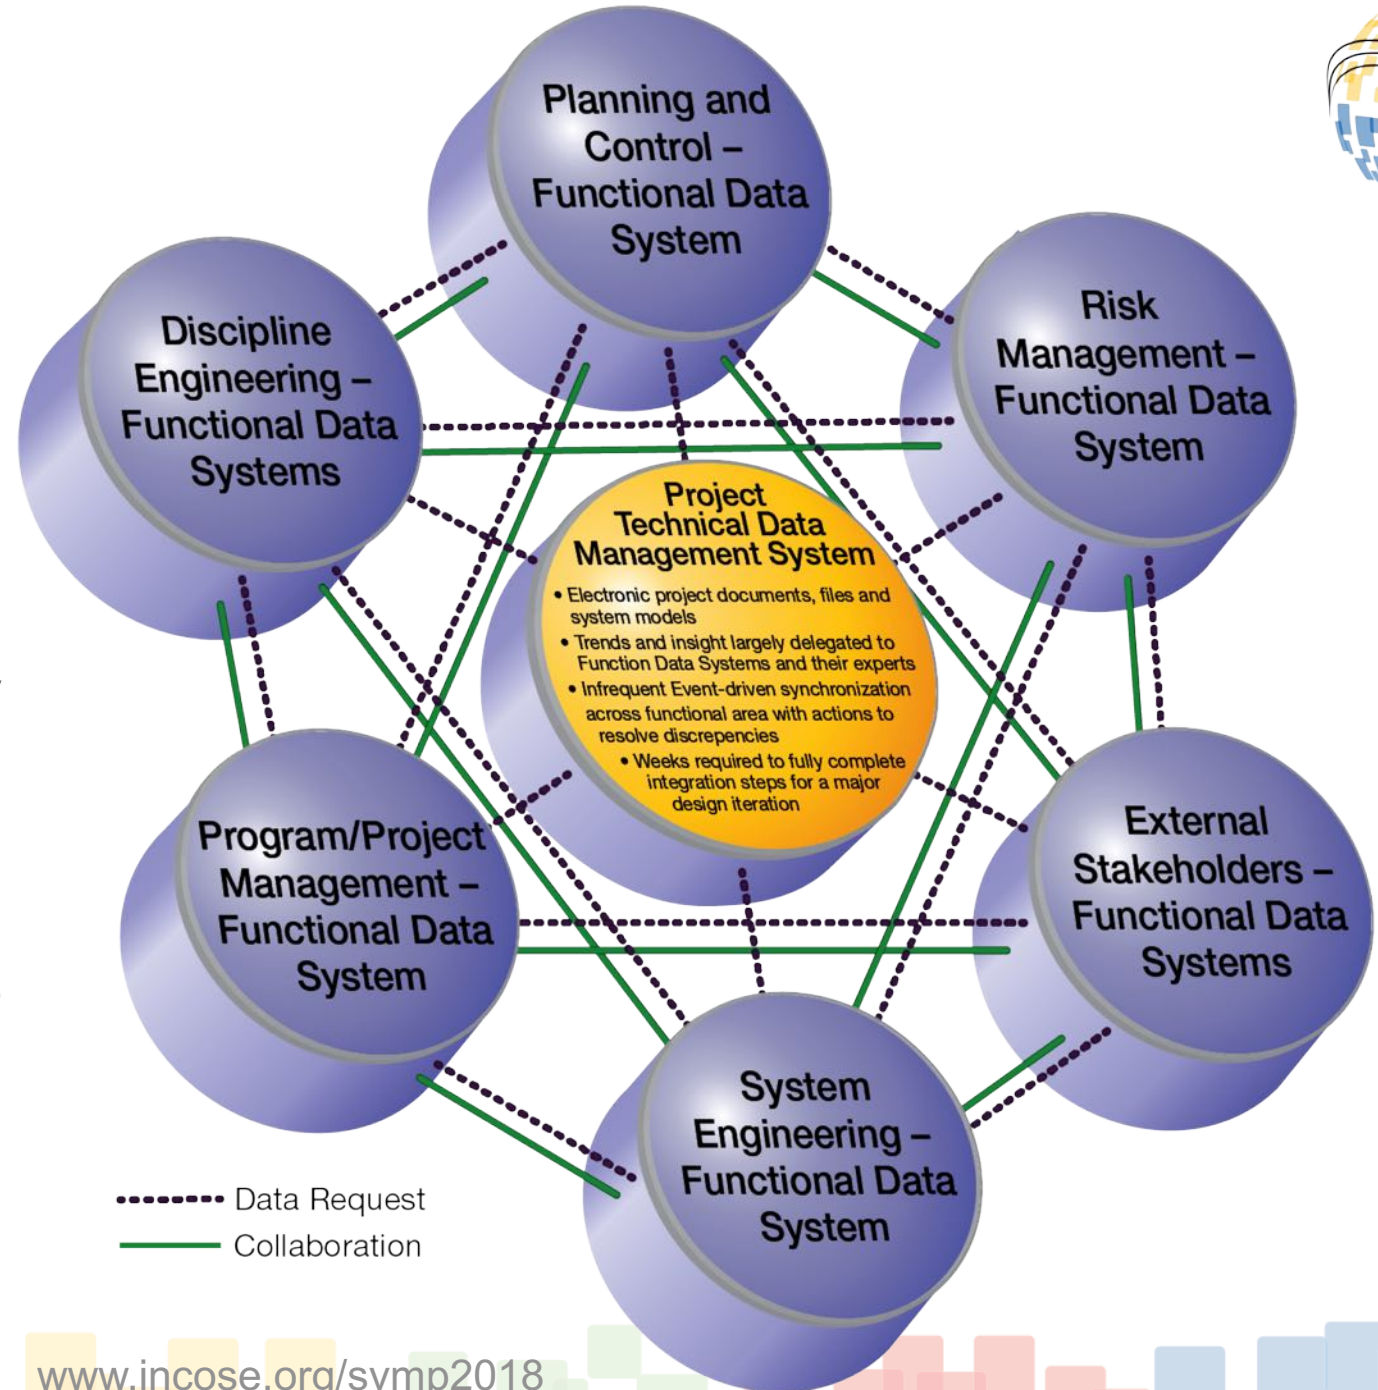 Planning and
Control –
Functional Data
System
Discipline
Engineering –
Functional Data
Systems
Risk
Management –
Functional Data
System
Project
Technical Data
Management System
• Electronic project documents, files and
system models
• Trends and insight largely delegated to
Function Data Systems and their experts
• Infrequent Event-driven synchronization
across functional area with actions to
resolve discrepencies
• Weeks required to fully complete
integration steps for a major
design iteration
Program/Project
Management –
Functional Data
System
External
Stakeholders –
Functional Data
Systems
System
Engineering –
Functional Data
System
Data Request
Collaboration
www.incose.org/symp2018